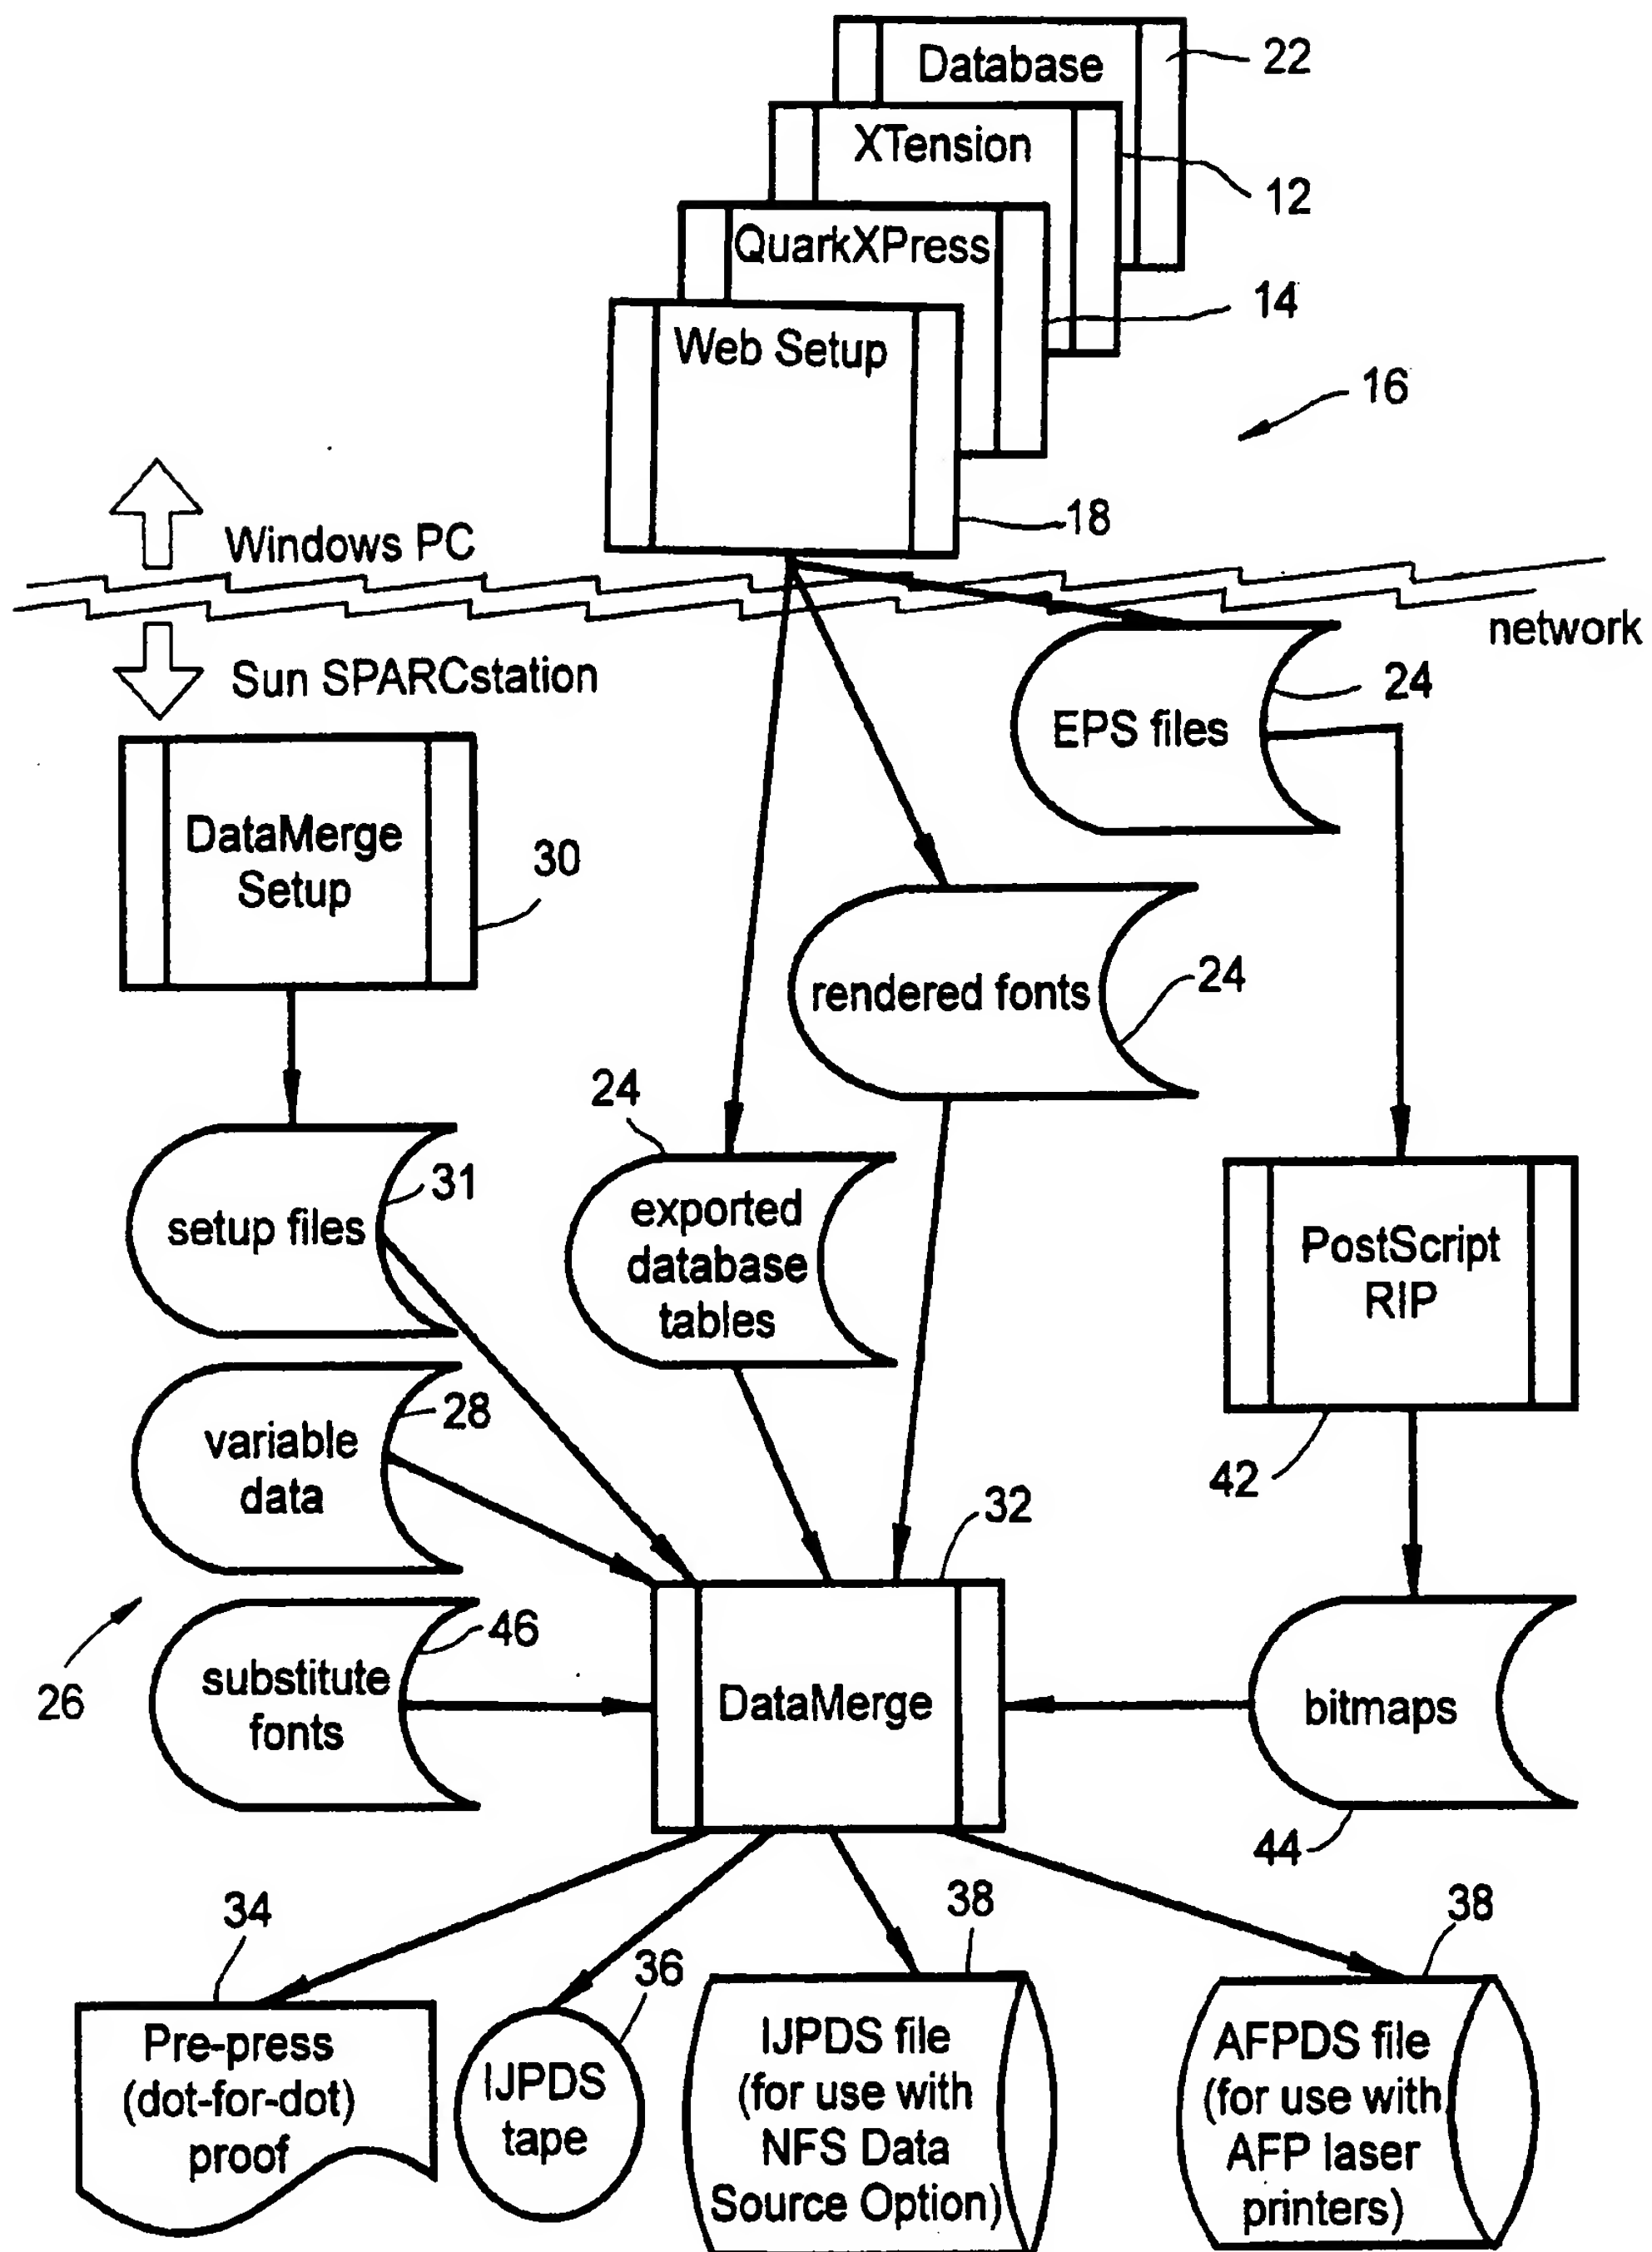 Database
22
XTension
12
QuarkXPress
14
Web Setup
16
18
Windows PC
network
Sun SPARCstation
24
EPS files
DataMerge
Setup
30
rendered fonts
24
24
31
setup files
exported
database
tables
PostScript
RIP
28
variable
data
42
32
46
substitute
fonts
26
DataMerge
bitmaps
44
34
36
38
38
Pre-press
(dot-for-dot)
proof
IJPDS
tape
IJPDS file
(for use with
NFS Data
Source Option)
AFPDS file
(for use with
AFP laser
printers)